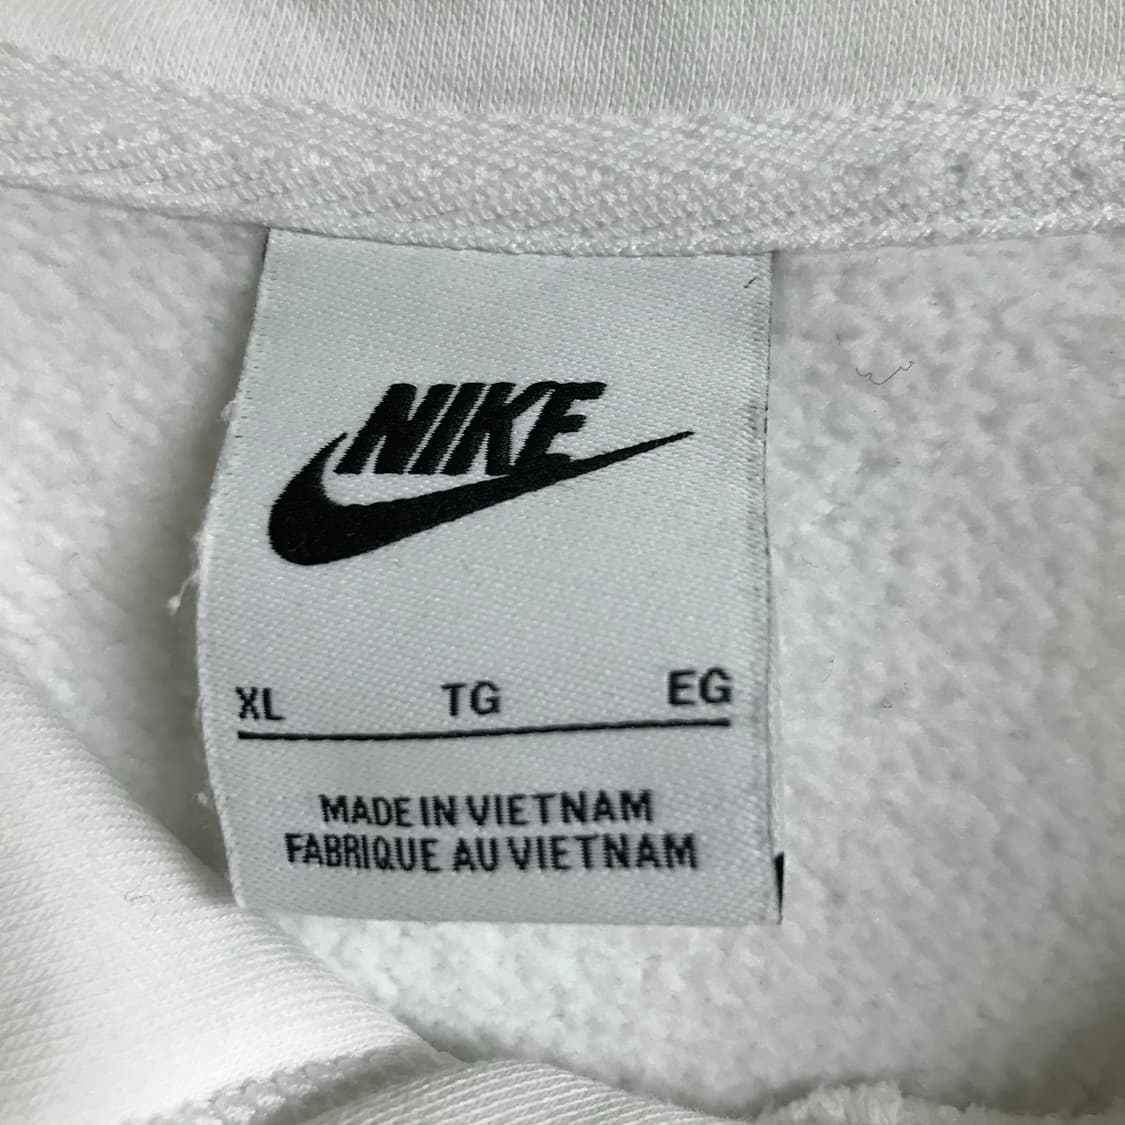 NIKE
XL TG EG
MADE IN VIETNAM
FABRIQUE AU VIETNAM